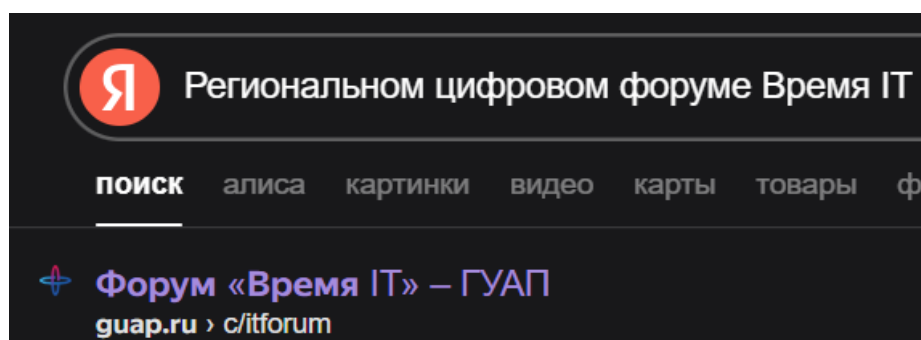 Я Региональном цифровом форуме Время IT
поиск алиса картинки видео карты товары ф
Форум «Время IT» – ГУАП
guap.ru › c/itforum